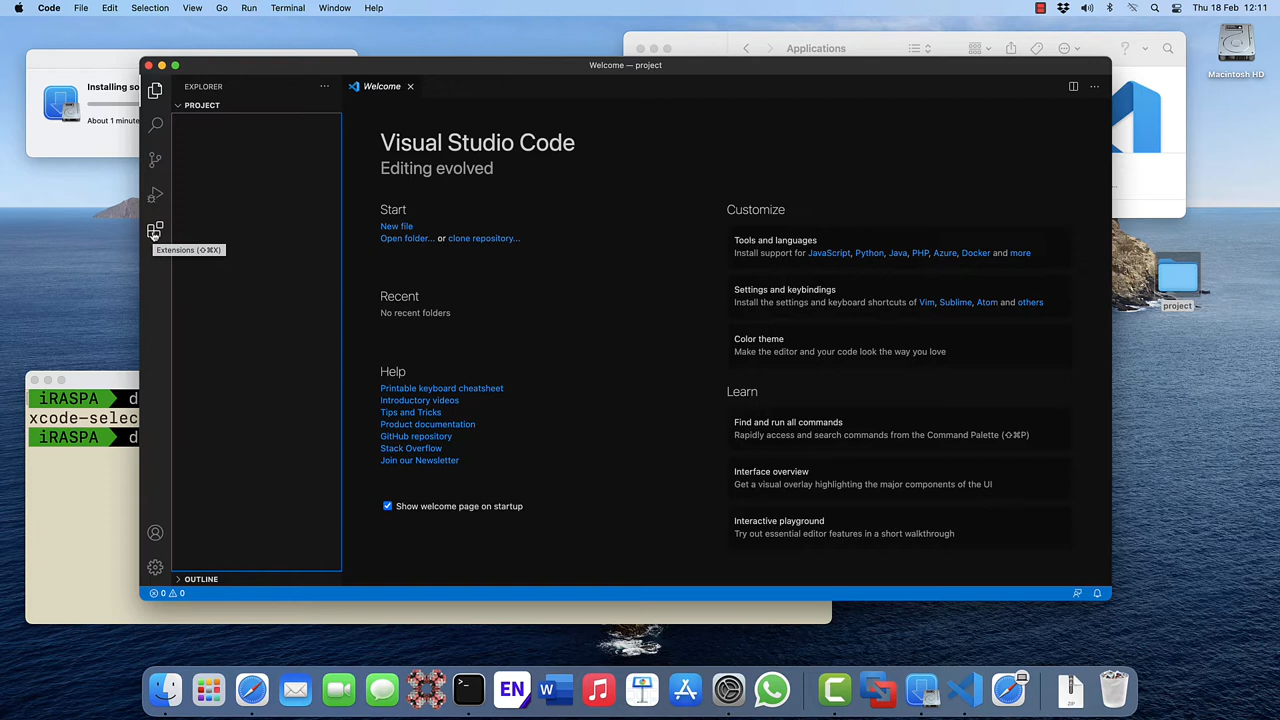 Code File Edit Selection View Go Run Terminal Window Help
Thu 18 Feb 12:11
Applications
Macintosh HD
Installing so
About 1 minute
Welcome — project
EXPLORER
Welcome
PROJECT
Extensions (⇧⌘X)
OUTLINE
Visual Studio Code
Editing evolved
Start
New file
Open folder... or clone repository...
Recent
No recent folders
Help
Printable keyboard cheatsheet
Introductory videos
Tips and Tricks
Product documentation
GitHub repository
Stack Overflow
Join our Newsletter
Show welcome page on startup
Customize
Tools and languages
Install support for JavaScript, Python, Java, PHP, Azure, Docker and more
Settings and keybindings
Install the settings and keyboard shortcuts of Vim, Sublime, Atom and others
Color theme
Make the editor and your code look the way you love
Learn
Find and run all commands
Rapidly access and search commands from the Command Palette (⇧⌘P)
Interface overview
Get a visual overlay highlighting the major components of the UI
Interactive playground
Try out essential editor features in a short walkthrough
0 0
project
iRASPA d
xcode-selec
iRASPA d
EN
W
ZIP